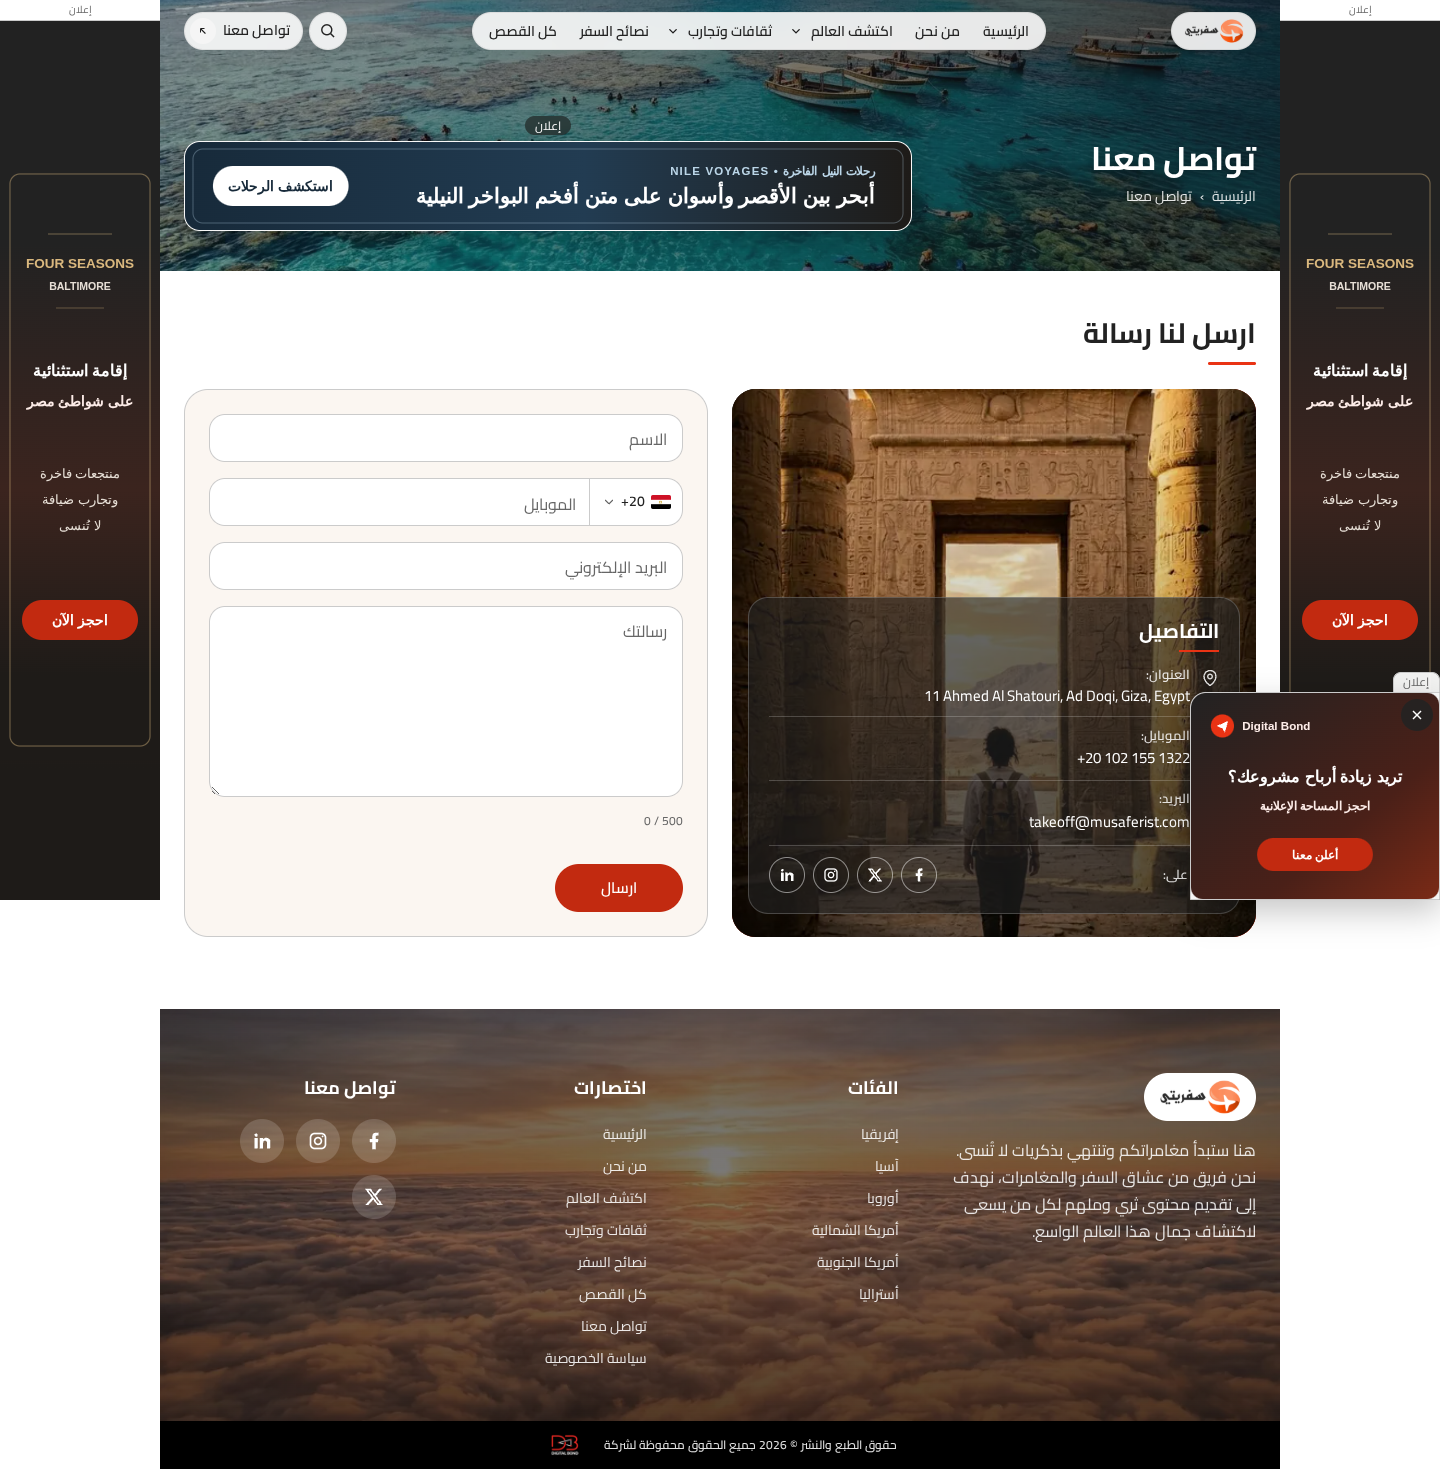 إعلان
إعلان
سفريتي
الرئيسية
من نحن
اكتشف العالم
ثقافات وتجارب
نصائح السفر
كل القصص
تواصل معنا
إعلان
رحلات النيل الفاخرة • NILE VOYAGES
أبحر بين الأقصر وأسوان على متن أفخم البواخر النيلية
استكشف الرحلات
تواصل معنا
الرئيسية › تواصل معنا
FOUR SEASONS
BALTIMORE
إقامة استثنائية
على شواطئ مصر
منتجعات فاخرة
وتجارب ضيافة
لا تُنسى
احجز الآن
FOUR SEASONS
BALTIMORE
إقامة استثنائية
على شواطئ مصر
منتجعات فاخرة
وتجارب ضيافة
لا تُنسى
احجز الآن
ارسل لنا رسالة
التفاصيل
العنوان:
11 Ahmed Al Shatouri, Ad Doqi, Giza, Egypt
الموبايل:
+20 102 155 1322
البريد:
takeoff@musaferist.com
على:
الاسم
+20
الموبايل
البريد الإلكتروني
رسالتك
0 / 500
ارسال
إعلان
Digital Bond
تريد زيادة أرباح مشروعك؟
احجز المساحة الإعلانية
أعلن معنا
سفريتي
هنا ستبدأ مغامراتكم وتنتهي بذكريات لا تُنسى.
نحن فريق من عشاق السفر والمغامرات، نهدف
إلى تقديم محتوى ثري وملهم لكل من يسعى
لاكتشاف جمال هذا العالم الواسع.
الفئات
إفريقيا
آسيا
أوروبا
أمريكا الشمالية
أمريكا الجنوبية
أستراليا
اختصارات
الرئيسية
من نحن
اكتشف العالم
ثقافات وتجارب
نصائح السفر
كل القصص
تواصل معنا
سياسة الخصوصية
تواصل معنا
حقوق الطبع والنشر © 2026 جميع الحقوق محفوظة لشركة
DIGITAL BOND